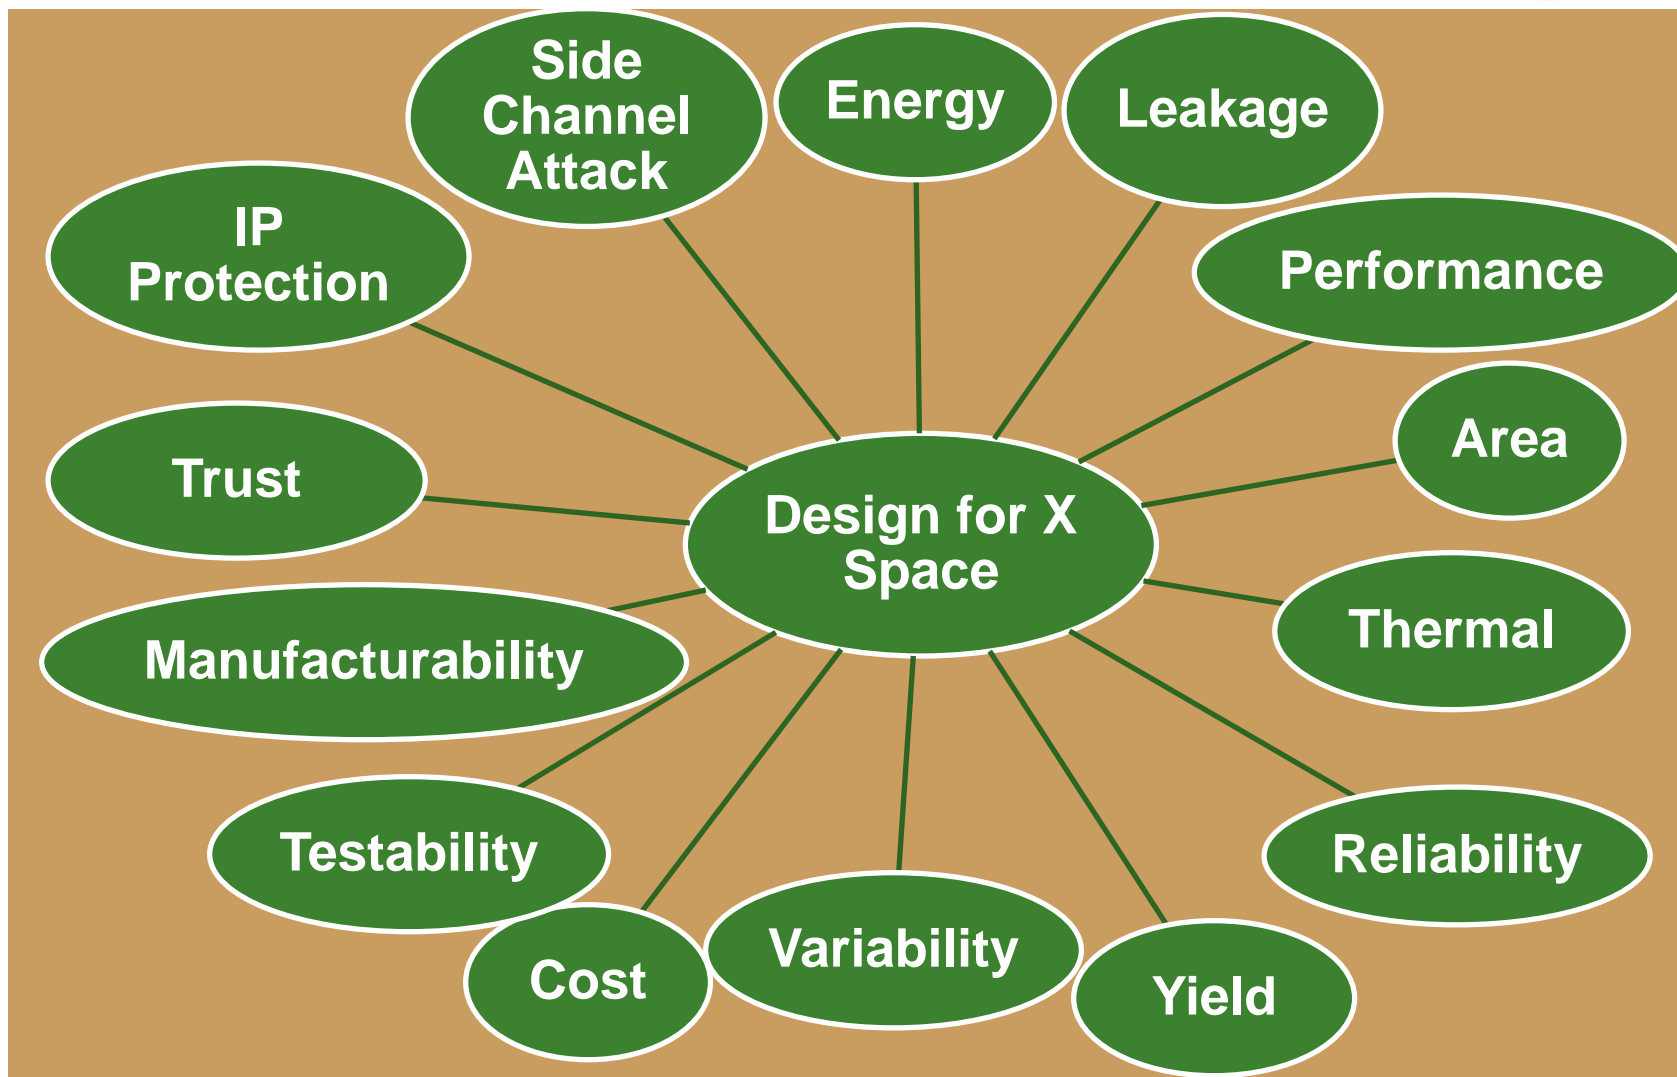 Side
Channel
Attack
Energy
Leakage
IP
Protection
Performance
Area
Trust
Design for X
Space
Thermal
Manufacturability
Testability
Reliability
Cost
Variability
Yield